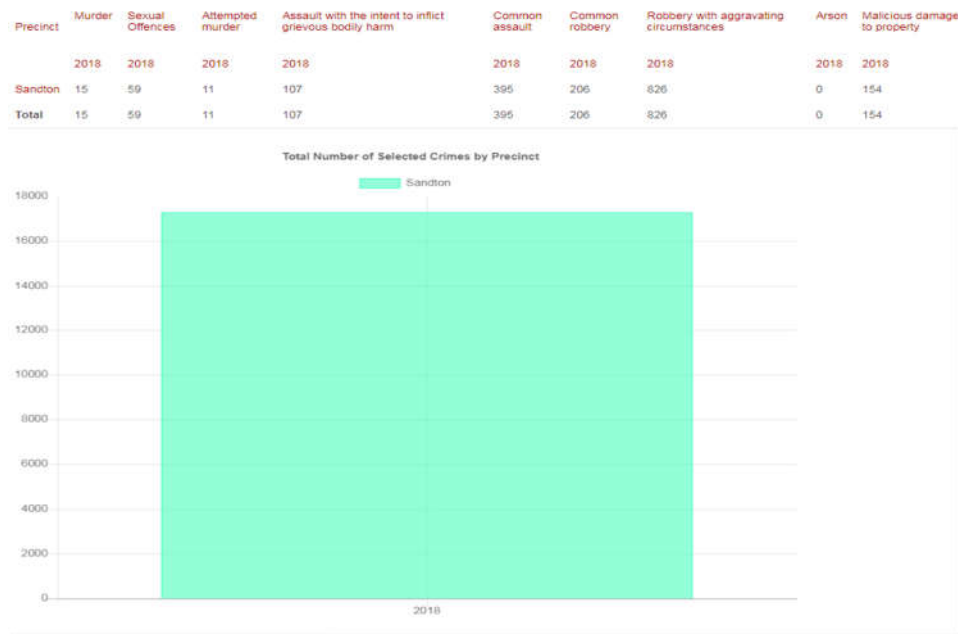 Precinct Murder Sexual Offences Attempted murder Assault with the intent to inflict grievous bodily harm Common assault Common robbery Robbery with aggravating circumstances Arson Malicious damage to property
2018 2018 2018 2018 2018 2018 2018 2018 2018
Sandton 15 59 11 107 395 206 826 0 154
Total 15 59 11 107 395 206 826 0 154
Total Number of Selected Crimes by Precinct
Sandton
18000
16000
14000
12000
10000
8000
6000
4000
2000
0
2018